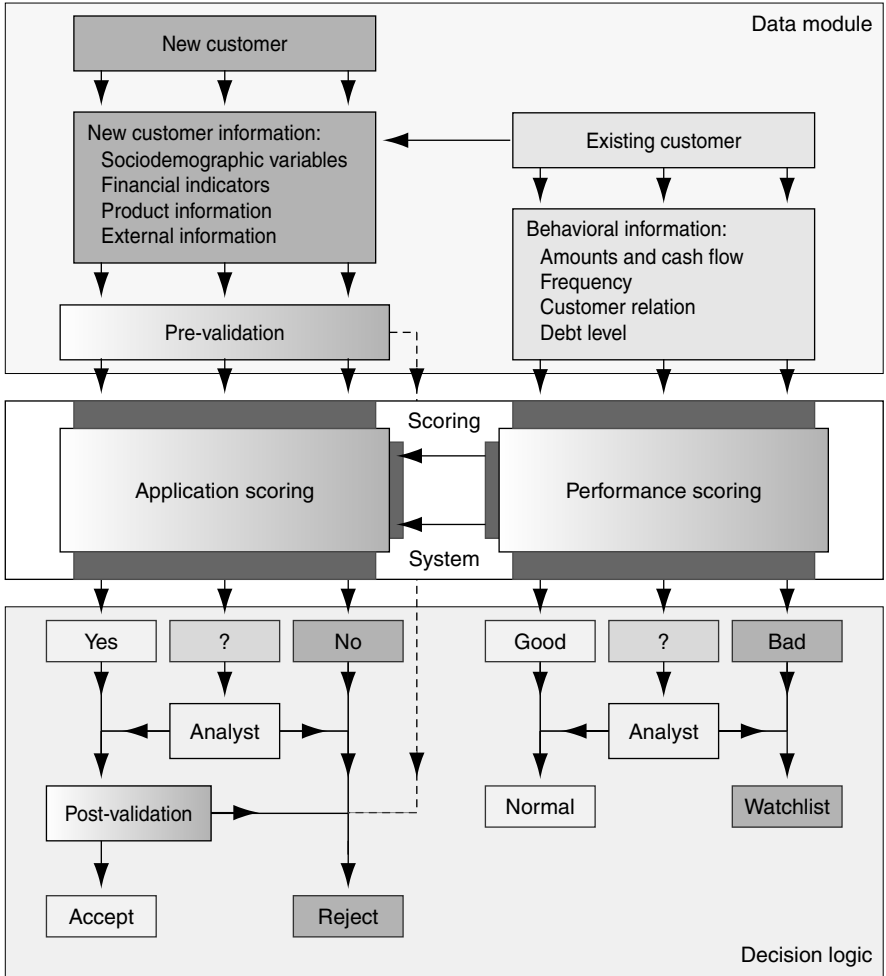 Data module
New customer
New customer information:
Sociodemographic variables
Financial indicators
Product information
External information
Existing customer
Behavioral information:
Amounts and cash flow
Frequency
Customer relation
Debt level
Pre-validation
Scoring
Application scoring
Performance scoring
System
Yes
?
No
Good
?
Bad
Analyst
Analyst
Post-validation
Normal
Watchlist
Accept
Reject
Decision logic